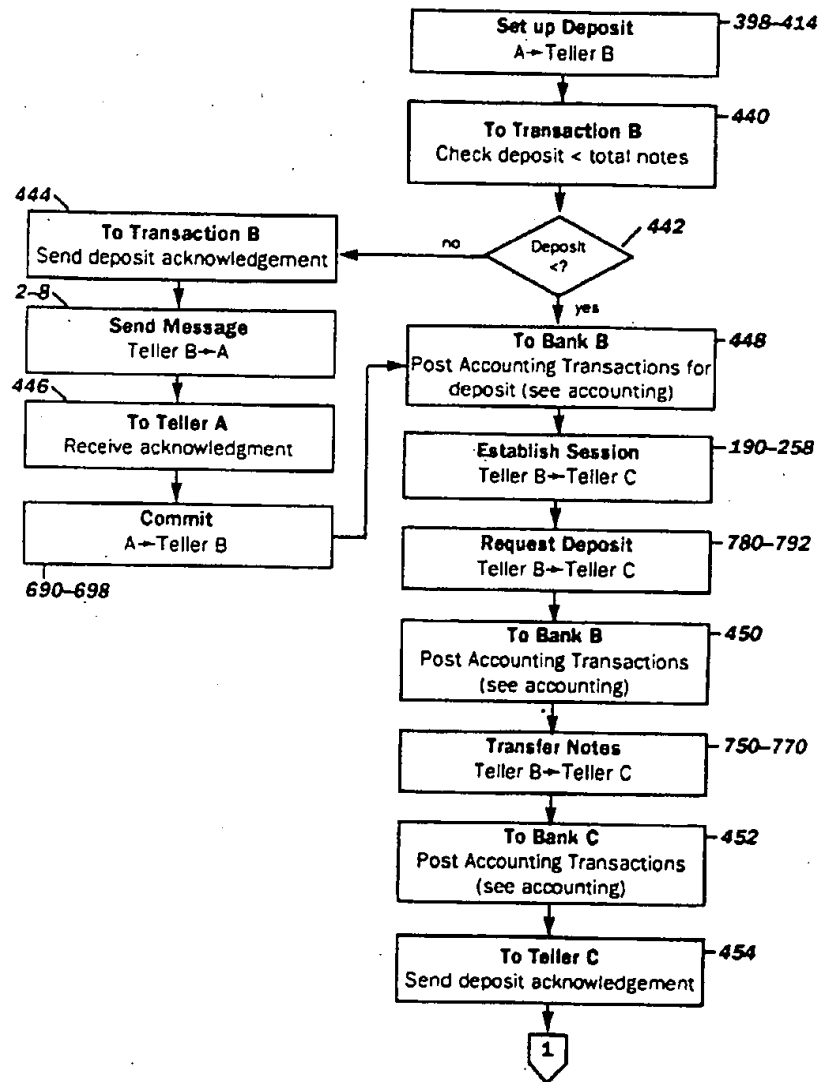 Set up Deposit
A→Teller B
398–414
To Transaction B
Check deposit < total notes
440
Deposit
<?
442
no
yes
444
To Transaction B
Send deposit acknowledgement
2–8
Send Message
Teller B→A
446
To Teller A
Receive acknowledgment
Commit
A→Teller B
690–698
To Bank B
Post Accounting Transactions for
deposit (see accounting)
448
Establish Session
Teller B→Teller C
190–258
Request Deposit
Teller B→Teller C
780–792
To Bank B
Post Accounting Transactions
(see accounting)
450
Transfer Notes
Teller B→Teller C
750–770
To Bank C
Post Accounting Transactions
(see accounting)
452
To Teller C
Send deposit acknowledgement
454
1